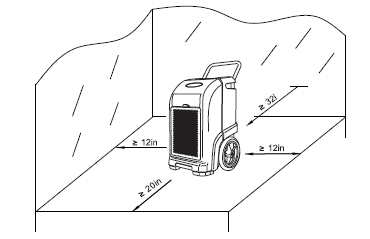 ≥ 32i
≥ 12in
≥ 12in
≥ 20in